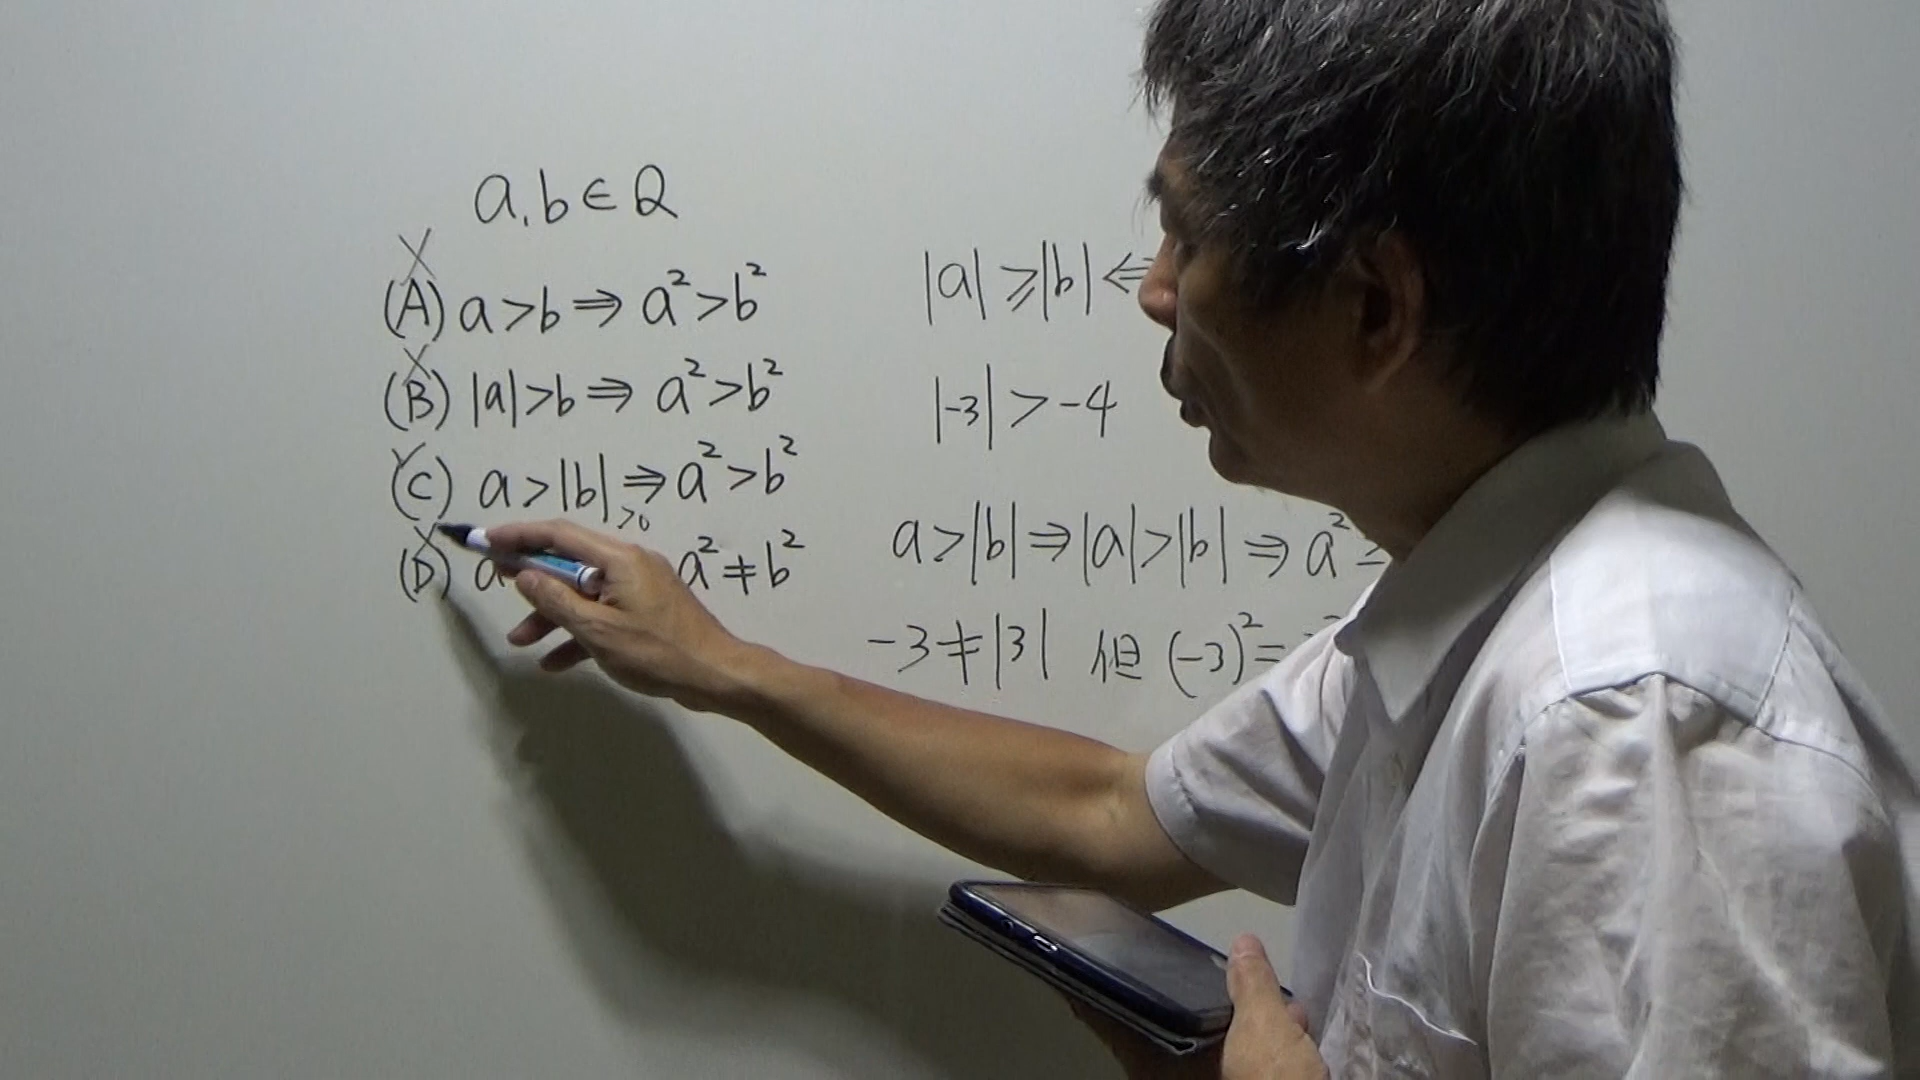 a,b∈Q
(A) a>b⇒a²>b²
(B) |a|>b⇒a²>b²
(C) a>|b|⇒a²>b²
>0
(D) a a²≠b²
|a|≥|b|⇔
|-3|>-4
a>|b|⇒|a|>|b|⇒a²
-3≠|3| 但 (-3)²=